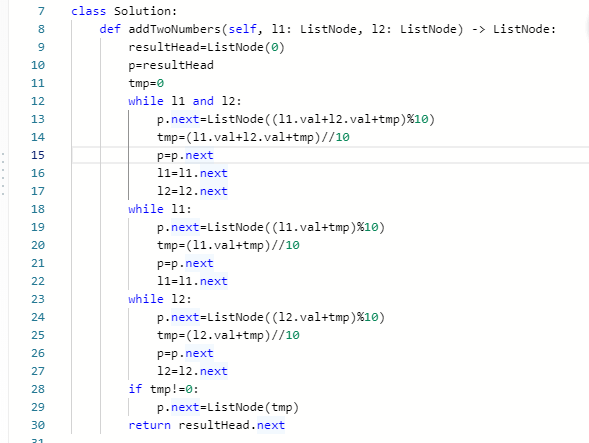 7 class Solution:
8     def addTwoNumbers(self, l1: ListNode, l2: ListNode) -> ListNode:
9         resultHead=ListNode(0)
10         p=resultHead
11         tmp=0
12         while l1 and l2:
13             p.next=ListNode((l1.val+l2.val+tmp)%10)
14             tmp=(l1.val+l2.val+tmp)//10
15             p=p.next
16             l1=l1.next
17             l2=l2.next
18         while l1:
19             p.next=ListNode((l1.val+tmp)%10)
20             tmp=(l1.val+tmp)//10
21             p=p.next
22             l1=l1.next
23         while l2:
24             p.next=ListNode((l2.val+tmp)%10)
25             tmp=(l2.val+tmp)//10
26             p=p.next
27             l2=l2.next
28         if tmp!=0:
29             p.next=ListNode(tmp)
30         return resultHead.next
31